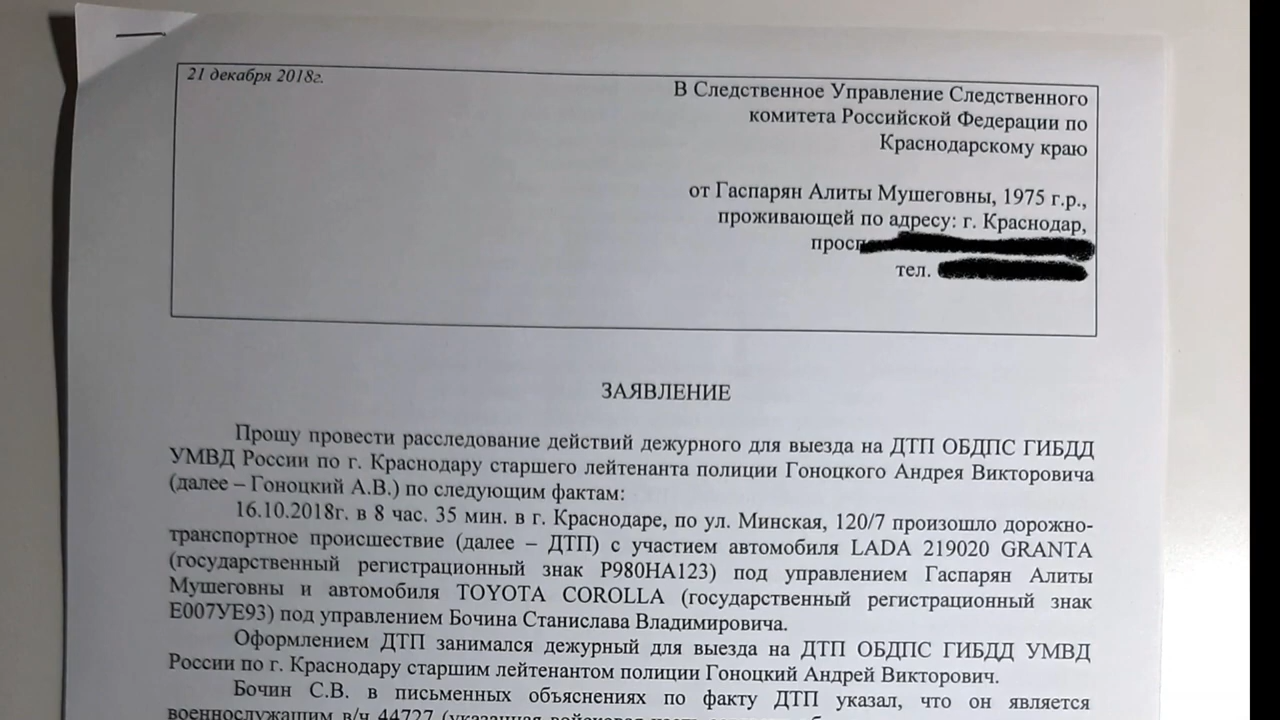 21 декабря 2018г.
В Следственное Управление Следственного
комитета Российской Федерации по
Краснодарскому краю
от Гаспарян Алиты Мушеговны, 1975 г.р.,
проживающей по адресу: г. Краснодар,
просп
тел.
ЗАЯВЛЕНИЕ
Прошу провести расследование действий дежурного для выезда на ДТП ОБДПС ГИБДД
УМВД России по г. Краснодару старшего лейтенанта полиции Гоноцкого Андрея Викторовича
(далее – Гоноцкий А.В.) по следующим фактам:
16.10.2018г. в 8 час. 35 мин. в г. Краснодаре, по ул. Минская, 120/7 произошло дорожно-
транспортное происшествие (далее – ДТП) с участием автомобиля LADA 219020 GRANTA
(государственный регистрационный знак Р980НА123) под управлением Гаспарян Алиты
Мушеговны и автомобиля TOYOTA COROLLA (государственный регистрационный знак
Е007УЕ93) под управлением Бочина Станислава Владимировича.
Оформлением ДТП занимался дежурный для выезда на ДТП ОБДПС ГИБДД УМВД
России по г. Краснодару старшим лейтенантом полиции Гоноцкий Андрей Викторович.
Бочин С.В. в письменных объяснениях по факту ДТП указал, что он является
военнослужащим в/ч 44727 (указанная войсковая часть